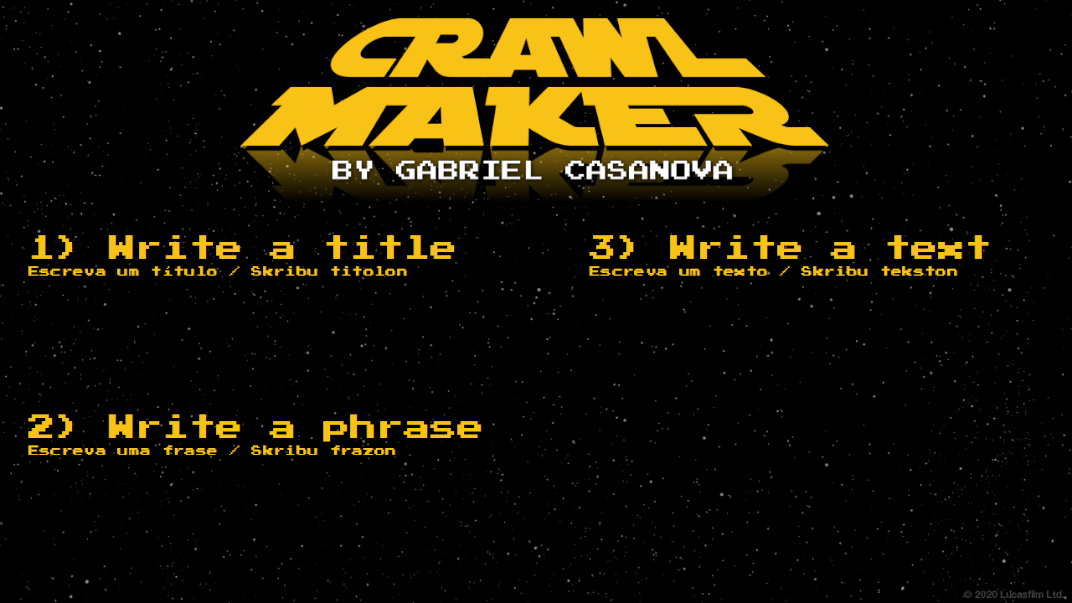 CRAWL
MAKER
BY GABRIEL CASANOVA
1) Write a title
Escreva um título / Skribu titolon
2) Write a phrase
Escreva uma frase / Skribu frazon
3) Write a text
Escreva um texto / Skribu tekston
© 2020 Lucasfilm Ltd.